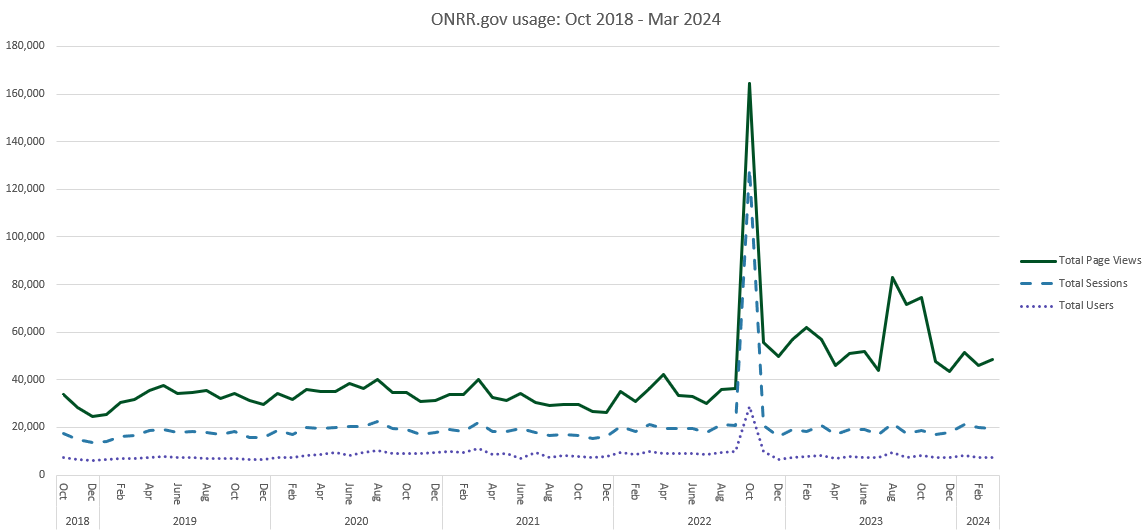 ONRR.gov usage: Oct 2018 - Mar 2024
180,000
160,000
140,000
120,000
100,000
80,000
60,000
40,000
20,000
0
Total Page Views
Total Sessions
Total Users
Oct Dec Feb Apr June Aug Oct Dec Feb Apr June Aug Oct Dec Feb Apr June Aug Oct Dec Feb Apr June Aug Oct Dec Feb Apr June Aug Oct Dec Feb
2018 2019 2020 2021 2022 2023 2024